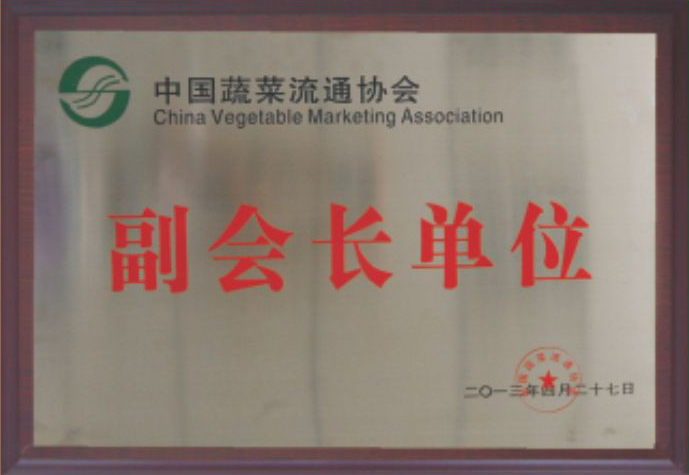 中国蔬菜流通协会
China Vegetable Marketing Association
副会长单位
二〇一三年四月二十七日